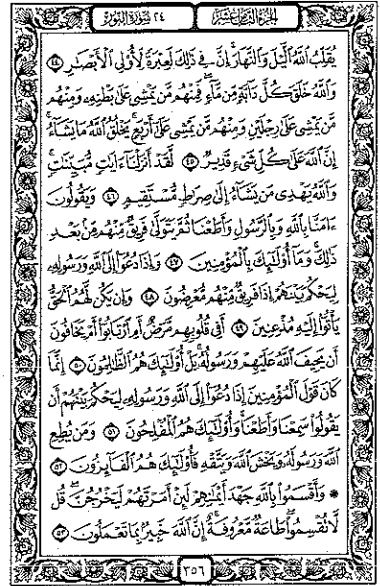 الجزء الثامن عشر ٢٤ سورة النور
يُقَلِّبُ ٱللَّهُ ٱلَّيۡلَ وَٱلنَّهَارَۚ إِنَّ فِي ذَٰلِكَ لَعِبۡرَةٗ لِّأُوْلِي ٱلۡأَبۡصَٰرِ ٤٤
وَٱللَّهُ خَلَقَ كُلَّ دَآبَّةٖ مِّن مَّآءٖۖ فَمِنۡهُم مَّن يَمۡشِي عَلَىٰ بَطۡنِهِۦ وَمِنۡهُم
مَّن يَمۡشِي عَلَىٰ رِجۡلَيۡنِ وَمِنۡهُم مَّن يَمۡشِي عَلَىٰٓ أَرۡبَعٖۚ يَخۡلُقُ ٱللَّهُ مَا يَشَآءُۚ
إِنَّ ٱللَّهَ عَلَىٰ كُلِّ شَيۡءٖ قَدِيرٞ ٤٥ لَّقَدۡ أَنزَلۡنَآ ءَايَٰتٖ مُّبَيِّنَٰتٖۚ
وَٱللَّهُ يَهۡدِي مَن يَشَآءُ إِلَىٰ صِرَٰطٖ مُّسۡتَقِيمٖ ٤٦ وَيَقُولُونَ
ءَامَنَّا بِٱللَّهِ وَبِٱلرَّسُولِ وَأَطَعۡنَا ثُمَّ يَتَوَلَّىٰ فَرِيقٞ مِّنۡهُم مِّنۢ بَعۡدِ
ذَٰلِكَۚ وَمَآ أُوْلَٰٓئِكَ بِٱلۡمُؤۡمِنِينَ ٤٧ وَإِذَا دُعُوٓاْ إِلَى ٱللَّهِ وَرَسُولِهِۦ
لِيَحۡكُمَ بَيۡنَهُمۡ إِذَا فَرِيقٞ مِّنۡهُم مُّعۡرِضُونَ ٤٨ وَإِن يَكُن لَّهُمُ ٱلۡحَقُّ
يَأۡتُوٓاْ إِلَيۡهِ مُذۡعِنِينَ ٤٩ أَفِي قُلُوبِهِم مَّرَضٌ أَمِ ٱرۡتَابُوٓاْ أَمۡ يَخَافُونَ
أَن يَحِيفَ ٱللَّهُ عَلَيۡهِمۡ وَرَسُولُهُۥۚ بَلۡ أُوْلَٰٓئِكَ هُمُ ٱلظَّٰلِمُونَ ٥٠ إِنَّمَا
كَانَ قَوۡلَ ٱلۡمُؤۡمِنِينَ إِذَا دُعُوٓاْ إِلَى ٱللَّهِ وَرَسُولِهِۦ لِيَحۡكُمَ بَيۡنَهُمۡ أَن
يَقُولُواْ سَمِعۡنَا وَأَطَعۡنَاۚ وَأُوْلَٰٓئِكَ هُمُ ٱلۡمُفۡلِحُونَ ٥١ وَمَن يُطِعِ
ٱللَّهَ وَرَسُولَهُۥ وَيَخۡشَ ٱللَّهَ وَيَتَّقۡهِ فَأُوْلَٰٓئِكَ هُمُ ٱلۡفَآئِزُونَ ٥٢
۞ وَأَقۡسَمُواْ بِٱللَّهِ جَهۡدَ أَيۡمَٰنِهِمۡ لَئِنۡ أَمَرۡتَهُمۡ لَيَخۡرُجُنَّۖ قُل
لَّا تُقۡسِمُواْۖ طَاعَةٞ مَّعۡرُوفَةٌۚ إِنَّ ٱللَّهَ خَبِيرُۢ بِمَا تَعۡمَلُونَ ٥٣
٣٥٦